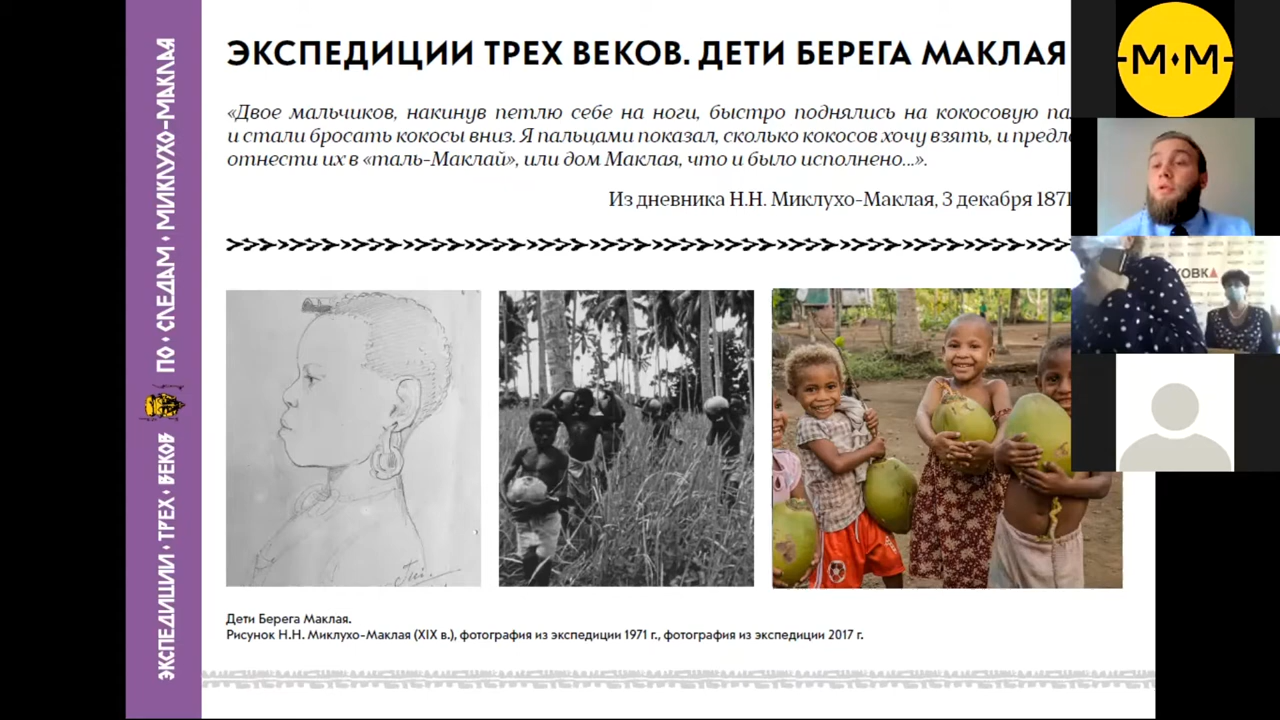 ЭКСПЕДИЦИИ ТРЕХ ВЕКОВ. ДЕТИ БЕРЕГА МАКЛАЯ
«Двое мальчиков, накинув петлю себе на ноги, быстро поднялись на кокосовую
и стали бросать кокосы вниз. Я пальцами показал, сколько кокосов хочу взять, и
отнести их в «таль-Маклай», или дом Маклая, что и было исполнено...».
Из дневника Н.Н. Миклухо-Маклая, 3 декабря 1871
Дети Берега Маклая.
Рисунок Н.Н. Миклухо-Маклая (XIX в.), фотография из экспедиции 1971 г., фотография из экспедиции 2017 г.
ЭКСПЕДИЦИИ ТРЕХ ВЕКОВ ПО СЛЕДАМ МИКЛУХО-МАКЛАЯ
М М